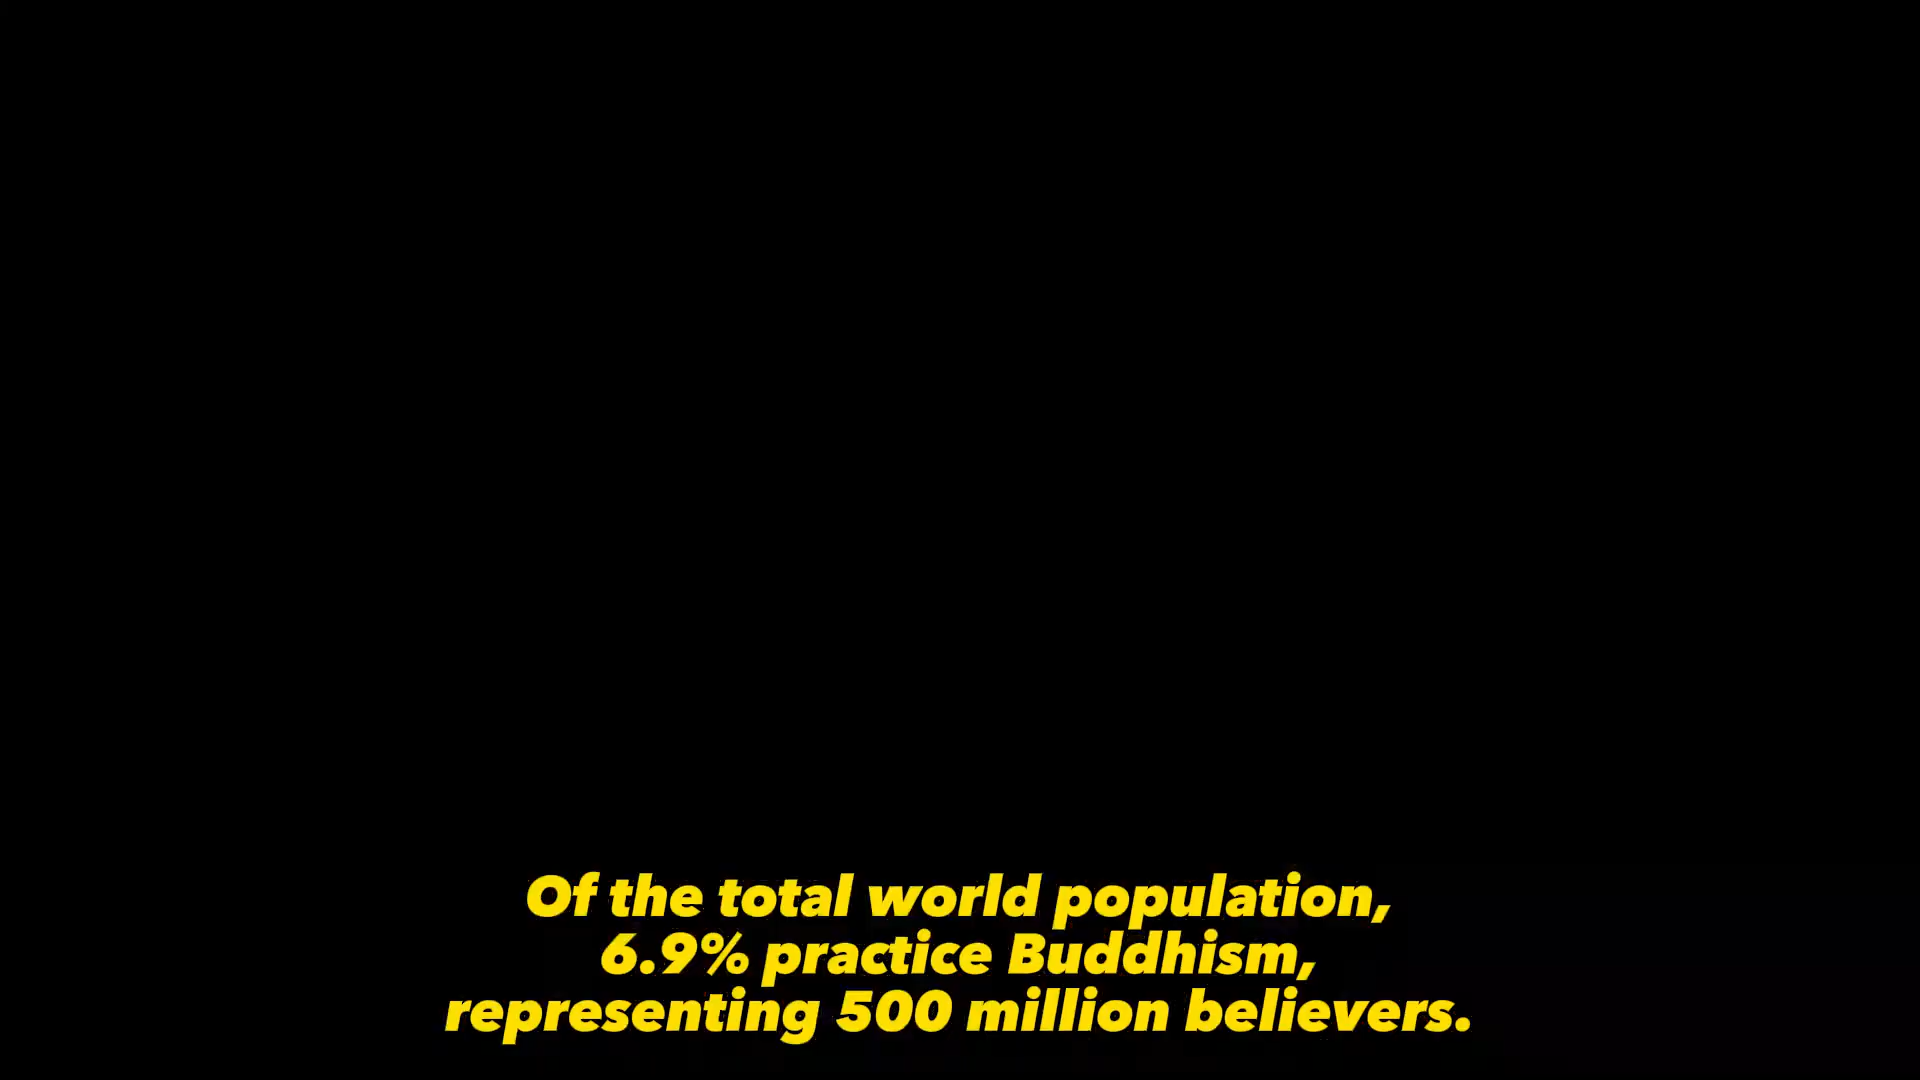 Of the total world population,
6.9% practice Buddhism,
representing 500 million believers.